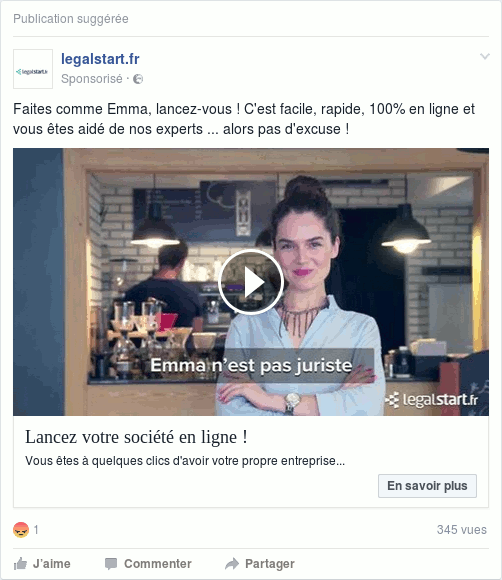 Publication suggérée
legalstart.fr
legalstart.fr
Sponsorisé ·
Faites comme Emma, lancez-vous ! C'est facile, rapide, 100% en ligne et
vous êtes aidé de nos experts ... alors pas d'excuse !
Emma n'est pas juriste
legalstart.fr
Lancez votre société en ligne !
Vous êtes à quelques clics d'avoir votre propre entreprise...
En savoir plus
1
345 vues
J'aime
Commenter
Partager